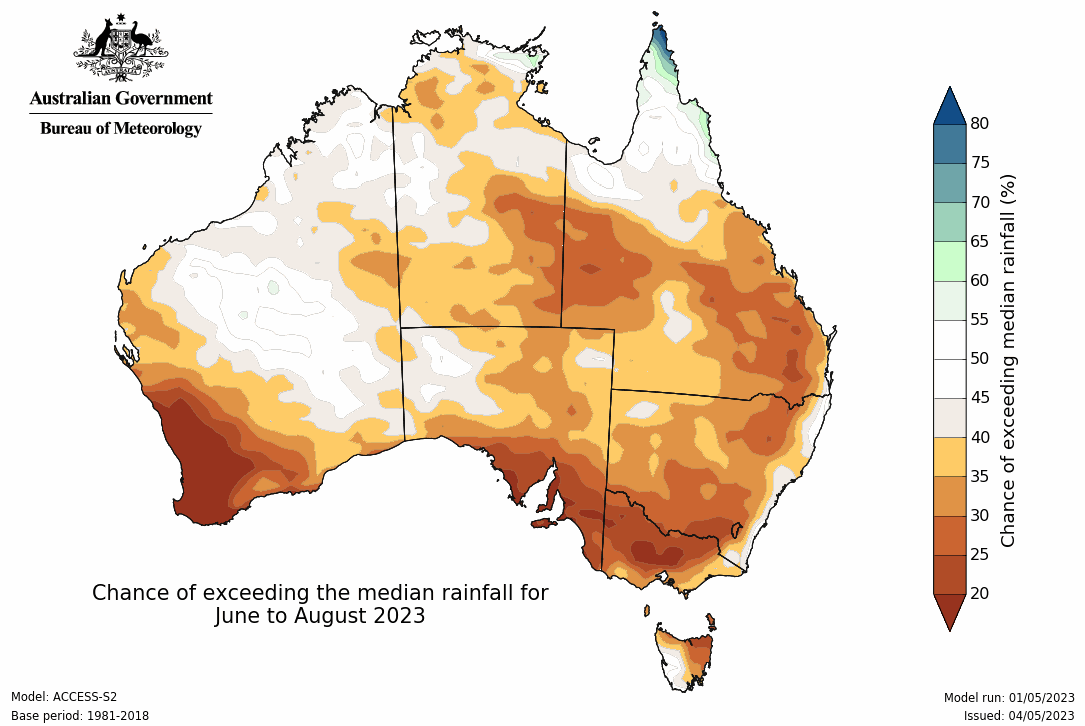 Australian Government
Bureau of Meteorology
80
75
70
65
60
55
50
45
40
35
30
25
20
Chance of exceeding median rainfall (%)
Chance of exceeding the median rainfall for
June to August 2023
Model: ACCESS-S2
Base period: 1981-2018
Model run: 01/05/2023
Issued: 04/05/2023